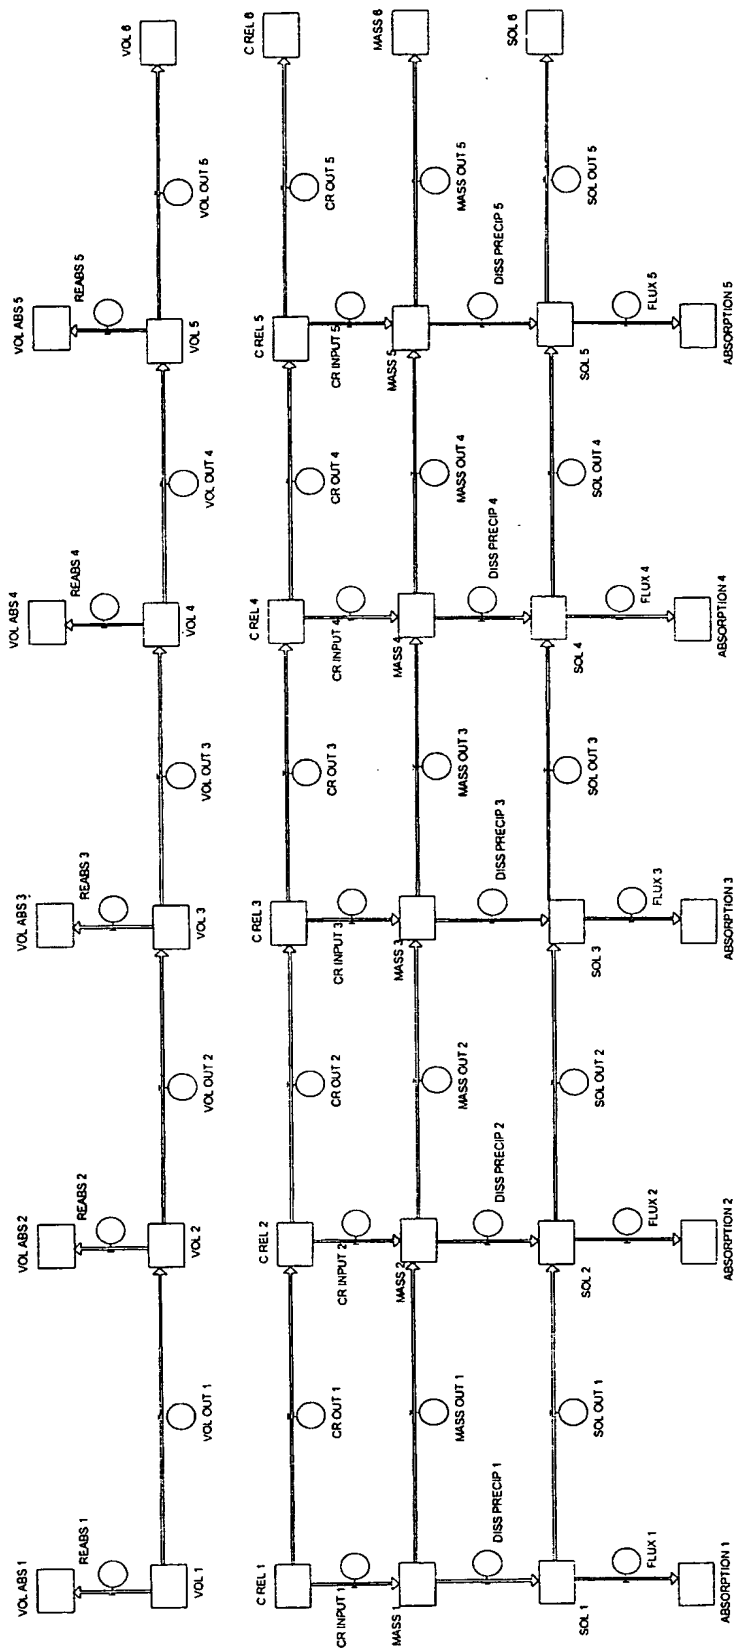 VOL ABS 1
VOL ABS 2
VOL ABS 3
VOL ABS 4
VOL ABS 5
REABS 1
REABS 2
REABS 3
REABS 4
REABS 5
VOL 6
VOL 1
VOL 2
VOL 3
VOL 4
VOL 5
VOL OUT 1
VOL OUT 2
VOL OUT 3
VOL OUT 4
VOL OUT 5
C REL 1
C REL 2
C REL 3
C REL 4
C REL 5
C REL 6
CR OUT 1
CR OUT 2
CR OUT 3
CR OUT 4
CR OUT 5
CR INPUT 1
CR INPUT 2
CR INPUT 3
CR INPUT 4
CR INPUT 5
MASS 1
MASS 2
MASS 3
MASS 4
MASS 5
MASS 6
MASS OUT 1
MASS OUT 2
MASS OUT 3
MASS OUT 4
MASS OUT 5
DISS PRECIP 1
DISS PRECIP 2
DISS PRECIP 3
DISS PRECIP 4
DISS PRECIP 5
SOL 6
SOL 1
SOL 2
SOL 3
SOL 4
SOL 5
SOL OUT 1
SOL OUT 2
SOL OUT 3
SOL OUT 4
SOL OUT 5
FLUX 1
FLUX 2
FLUX 3
FLUX 4
FLUX 5
ABSORPTION 1
ABSORPTION 2
ABSORPTION 3
ABSORPTION 4
ABSORPTION 5